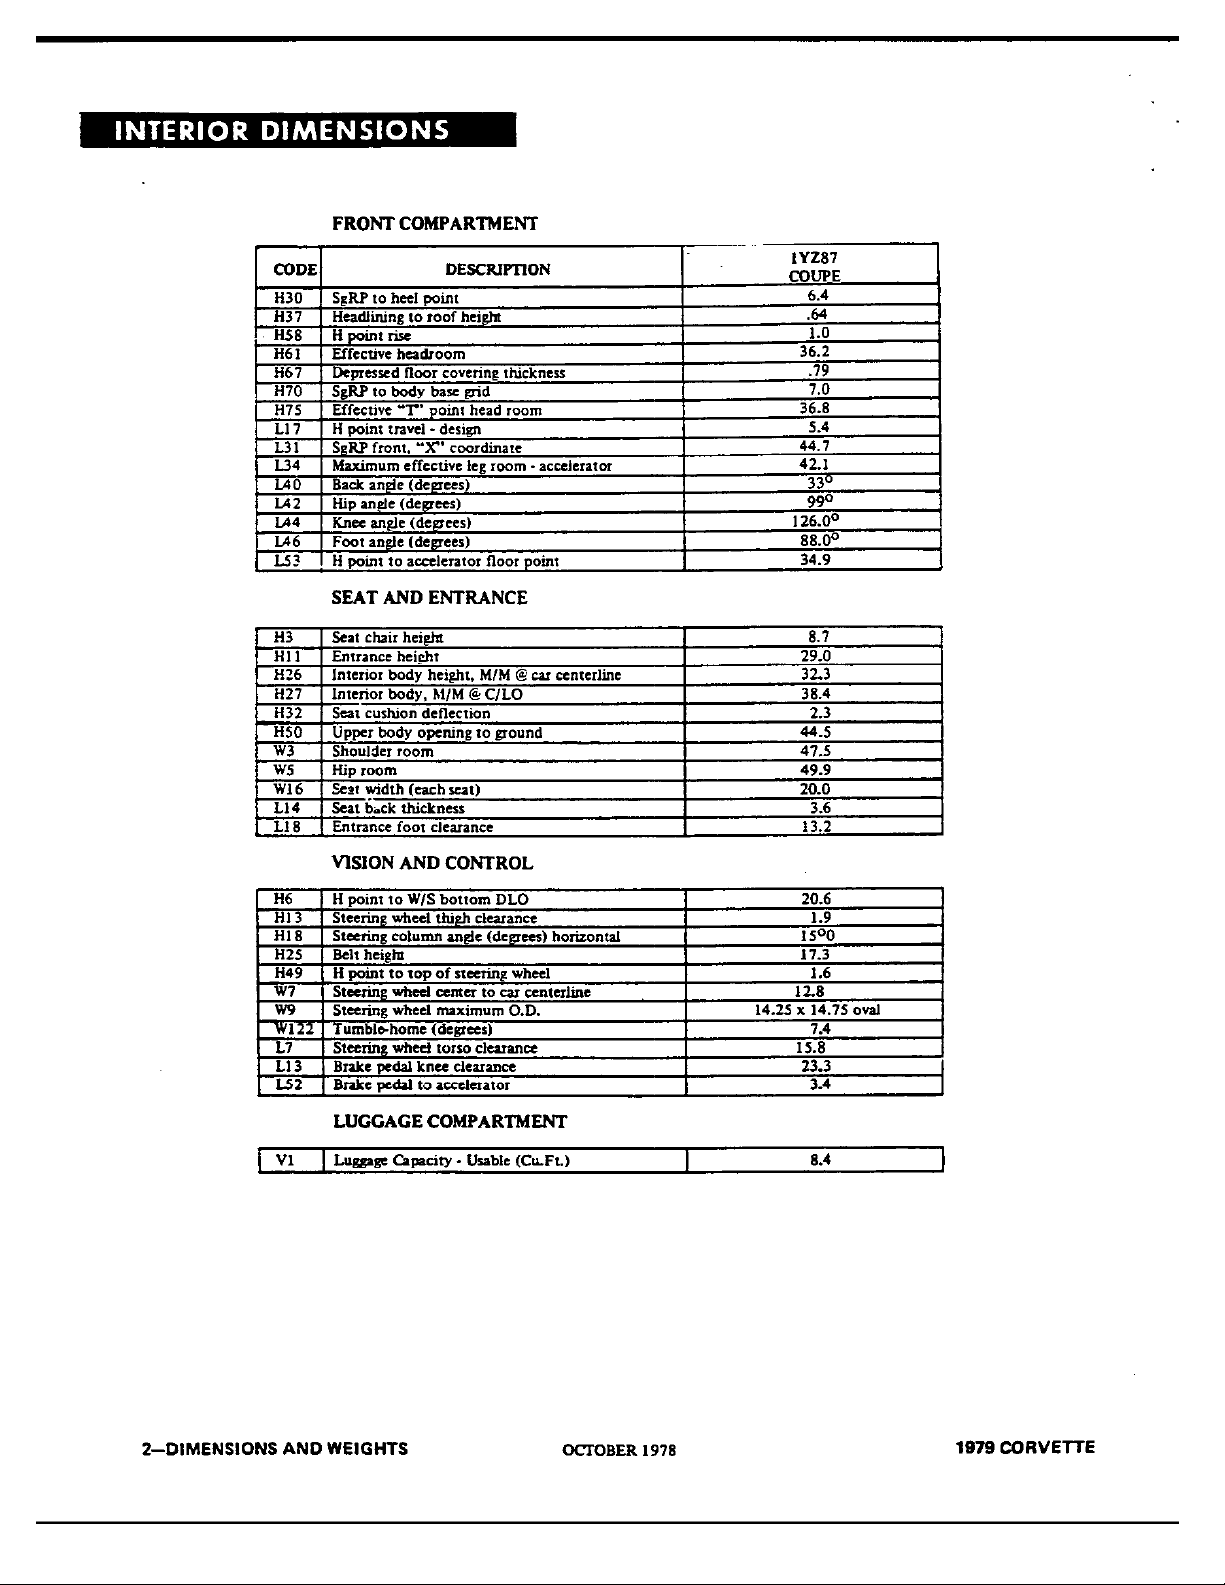 INTERIOR DIMENSIONS
FRONT COMPARTMENT
CODE DESCRIPTION 1YZ87 COUPE
H30 SgRP to heel point 6.4
H37 Headlining to roof height .64
H58 H point rise 1.0
H61 Effective headroom 36.2
H67 Depressed floor covering thickness .79
H70 SgRP to body base grid 7.0
H75 Effective "T" point head room 36.8
L17 H point travel - design 5.4
L31 SgRP front, "X" coordinate 44.7
L34 Maximum effective leg room - accelerator 42.1
L40 Back angle (degrees) 33°
L42 Hip angle (degrees) 99°
L44 Knee angle (degrees) 126.0°
L46 Foot angle (degrees) 88.0°
L53 H point to accelerator floor point 34.9
SEAT AND ENTRANCE
H3 Seat chair height 8.7
H11 Entrance height 29.0
H26 Interior body height, M/M @ car centerline 32.3
H27 Interior body, M/M @ C/LO 38.4
H32 Seat cushion deflection 2.3
H50 Upper body opening to ground 44.5
W3 Shoulder room 47.5
W5 Hip room 49.9
W16 Seat width (each seat) 20.0
L14 Seat back thickness 3.6
L18 Entrance foot clearance 13.2
VISION AND CONTROL
H6 H point to W/S bottom DLO 20.6
H13 Steering wheel thigh clearance 1.9
H18 Steering column angle (degrees) horizontal 15°0
H25 Belt height 17.3
H49 H point to top of steering wheel 1.6
W7 Steering wheel center to car centerline 12.8
W9 Steering wheel maximum O.D. 14.25 x 14.75 oval
W122 Tumble-home (degrees) 7.4
L7 Steering wheel torso clearance 15.8
L13 Brake pedal knee clearance 23.3
L52 Brake pedal to accelerator 3.4
LUGGAGE COMPARTMENT
V1 Luggage Capacity - Usable (Cu.Ft.) 8.4
2—DIMENSIONS AND WEIGHTS OCTOBER 1978 1979 CORVETTE